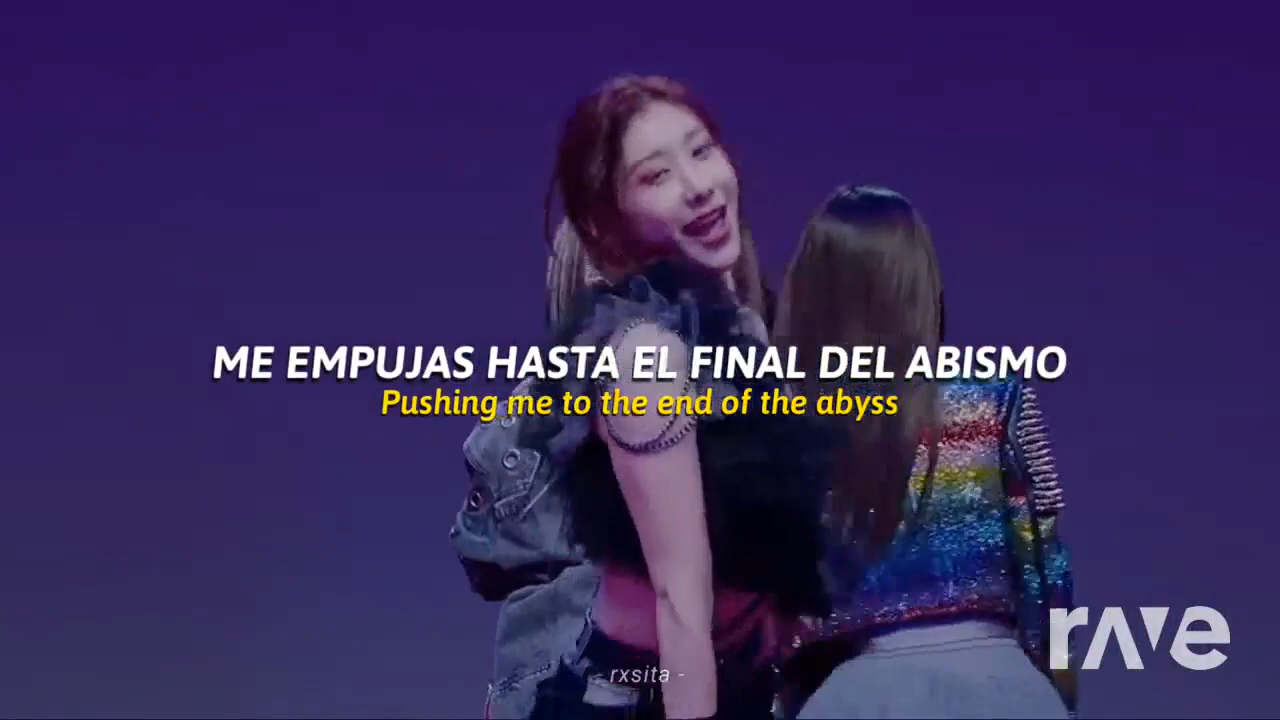 ME EMPUJAS HASTA EL FINAL DEL ABISMO
Pushing me to the end of the abyss
- rxsita -
rave